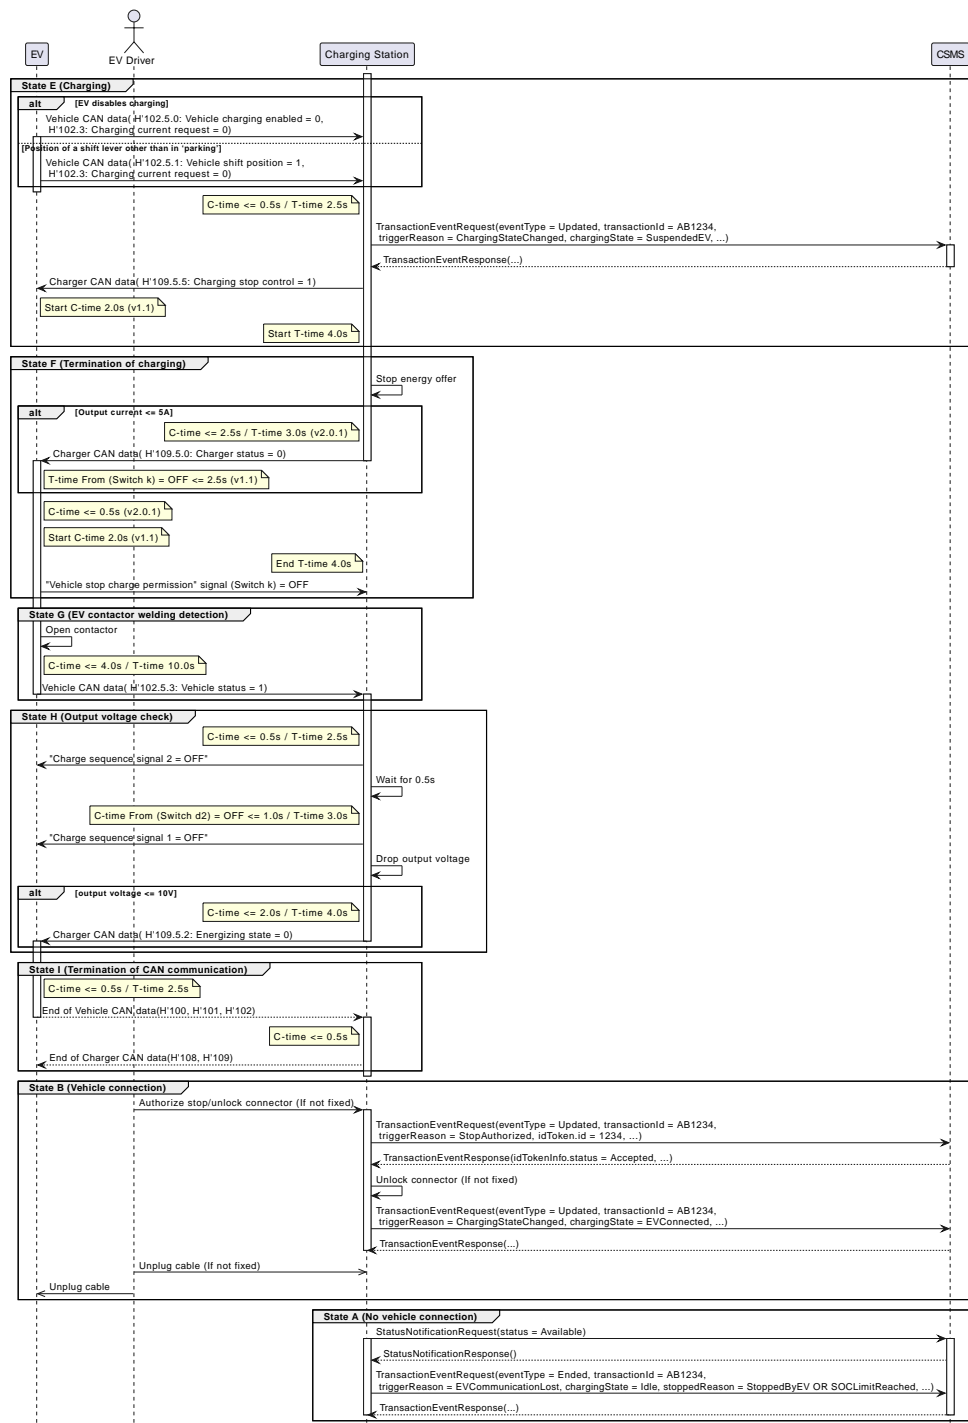 EV
EV Driver
Charging Station
CSMS
State E (Charging)
alt [EV disables charging]
Vehicle CAN data( H'102.5.0: Vehicle charging enabled = 0,
H'102.3: Charging current request = 0)
[Position of a shift lever other than in 'parking']
Vehicle CAN data( H'102.5.1: Vehicle shift position = 1,
H'102.3: Charging current request = 0)
C-time <= 0.5s / T-time 2.5s
TransactionEventRequest(eventType = Updated, transactionId = AB1234,
triggerReason = ChargingStateChanged, chargingState = SuspendedEV, ...)
TransactionEventResponse(...)
Charger CAN data( H'109.5.5: Charging stop control = 1)
Start C-time 2.0s (v1.1)
Start T-time 4.0s
State F (Termination of charging)
Stop energy offer
alt [Output current <= 5A]
C-time <= 2.5s / T-time 3.0s (v2.0.1)
Charger CAN data( H'109.5.0: Charger status = 0)
T-time From (Switch k) = OFF <= 2.5s (v1.1)
C-time <= 0.5s (v2.0.1)
Start C-time 2.0s (v1.1)
End T-time 4.0s
"Vehicle stop charge permission" signal (Switch k) = OFF
State G (EV contactor welding detection)
Open contactor
C-time <= 4.0s / T-time 10.0s
Vehicle CAN data( H'102.5.3: Vehicle status = 1)
State H (Output voltage check)
C-time <= 0.5s / T-time 2.5s
"Charge sequence signal 2 = OFF"
Wait for 0.5s
C-time From (Switch d2) = OFF <= 1.0s / T-time 3.0s
"Charge sequence signal 1 = OFF"
Drop output voltage
alt [output voltage <= 10V]
C-time <= 2.0s / T-time 4.0s
Charger CAN data( H'109.5.2: Energizing state = 0)
State I (Termination of CAN communication)
C-time <= 0.5s / T-time 2.5s
End of Vehicle CAN data(H'100, H'101, H'102)
C-time <= 0.5s
End of Charger CAN data(H'108, H'109)
State B (Vehicle connection)
Authorize stop/unlock connector (If not fixed)
TransactionEventRequest(eventType = Updated, transactionId = AB1234,
triggerReason = StopAuthorized, idToken.id = 1234, ...)
TransactionEventResponse(idTokenInfo.status = Accepted, ...)
Unlock connector (If not fixed)
TransactionEventRequest(eventType = Updated, transactionId = AB1234,
triggerReason = ChargingStateChanged, chargingState = EVConnected, ...)
TransactionEventResponse(...)
Unplug cable (If not fixed)
Unplug cable
State A (No vehicle connection)
StatusNotificationRequest(status = Available)
StatusNotificationResponse()
TransactionEventRequest(eventType = Ended, transactionId = AB1234,
triggerReason = EVCommunicationLost, chargingState = Idle, stoppedReason = StoppedByEV OR SOCLimitReached, ...)
TransactionEventResponse(...)